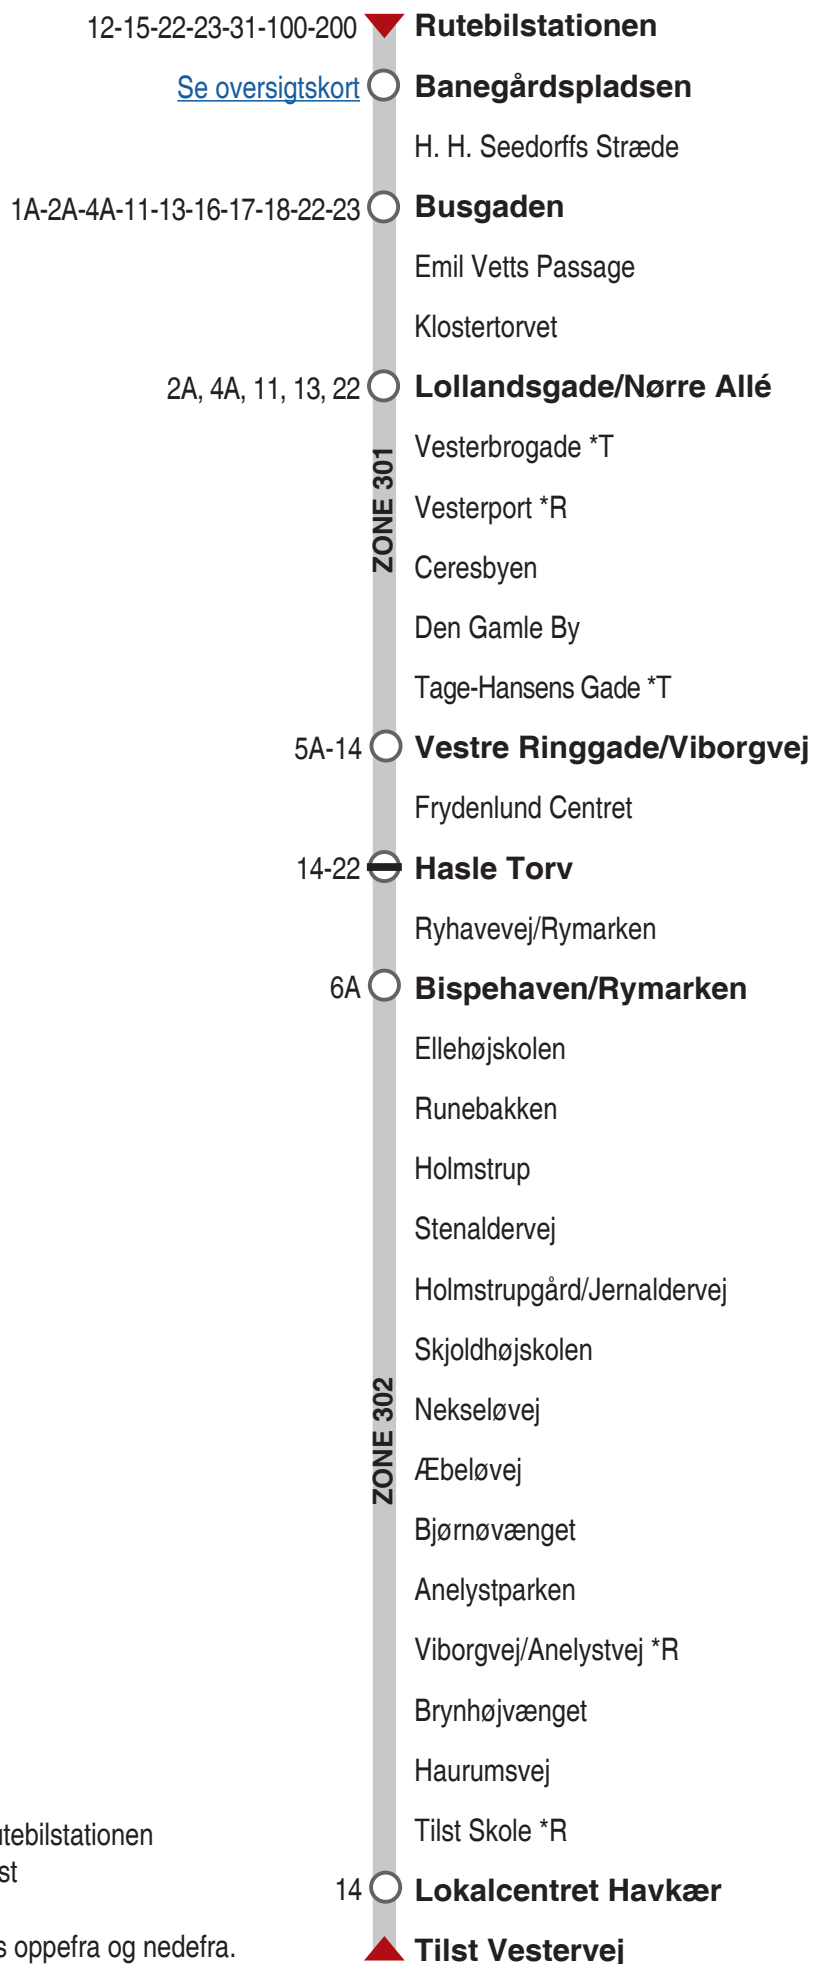 12-15-22-23-31-100-200 Rutebilstationen
Se oversigtskort Banegårdspladsen
H. H. Seedorffs Stræde
1A-2A-4A-11-13-16-17-18-22-23 Busgaden
Emil Vetts Passage
Klostertorvet
2A, 4A, 11, 13, 22 Lollandsgade/Nørre Allé
Vesterbrogade *T
Vesterport *R
ZONE 301
Ceresbyen
Den Gamle By
Tage-Hansens Gade *T
5A-14 Vestre Ringgade/Viborgvej
Frydenlund Centret
14-22 Hasle Torv
Ryhavevej/Rymarken
6A Bispehaven/Rymarken
Ellehøjskolen
Runebakken
Holmstrup
Stenaldervej
Holmstrupgård/Jernaldervej
Skjoldhøjskolen
Nekseløvej
ZONE 302
Æbeløvej
Bjørnøvænget
Anelystparken
Viborgvej/Anelystvej *R
Brynhøjvænget
Haurumsvej
Tilst Skole *R
utebilstationen
st
14 Lokalcentret Havkær
s oppefra og nedefra.
Tilst Vestervej